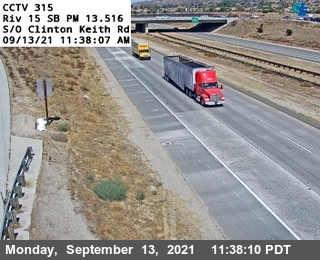 CCTV 315
Riv 15 SB PM 13.516
S/O Clinton Keith Rd
09/13/21 11:38:07 AM
Monday, September 13, 2021 11:38:10 PDT